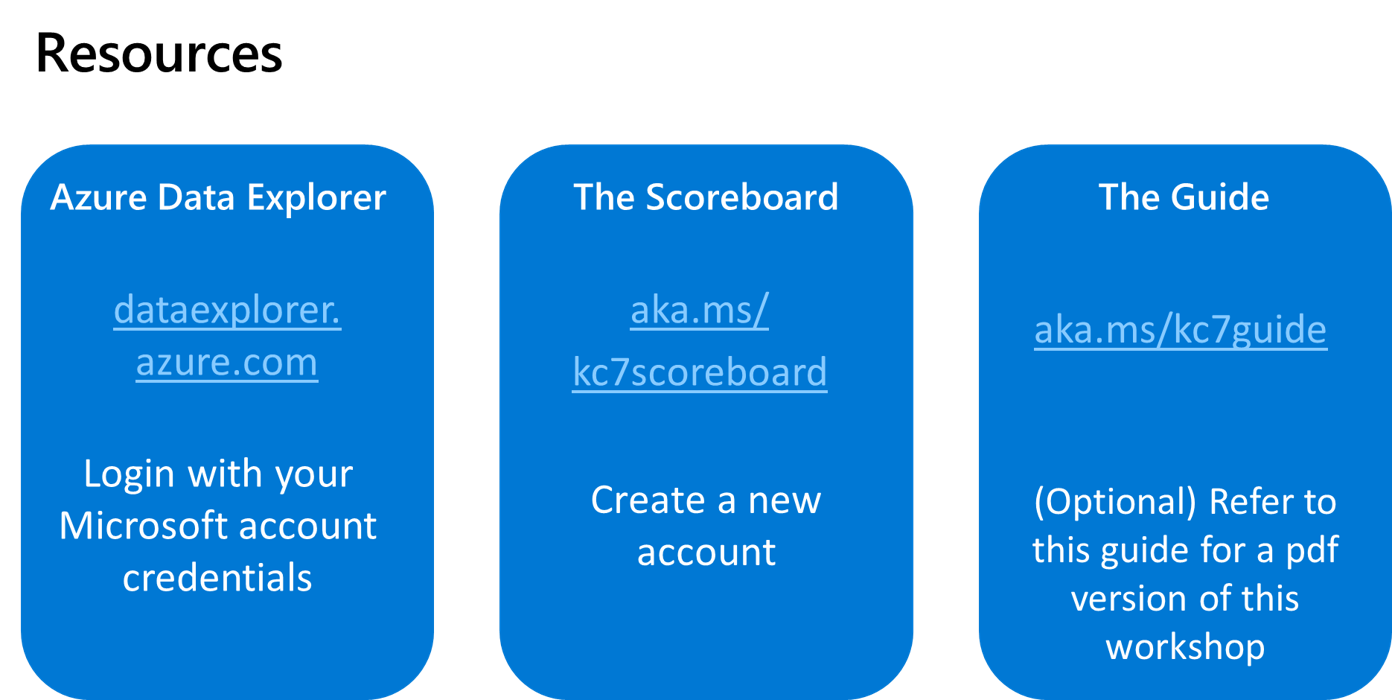 Resources
Azure Data Explorer
dataexplorer.
azure.com
Login with your
Microsoft account
credentials
The Scoreboard
aka.ms/
kc7scoreboard
Create a new
account
The Guide
aka.ms/kc7guide
(Optional) Refer to
this guide for a pdf
version of this
workshop